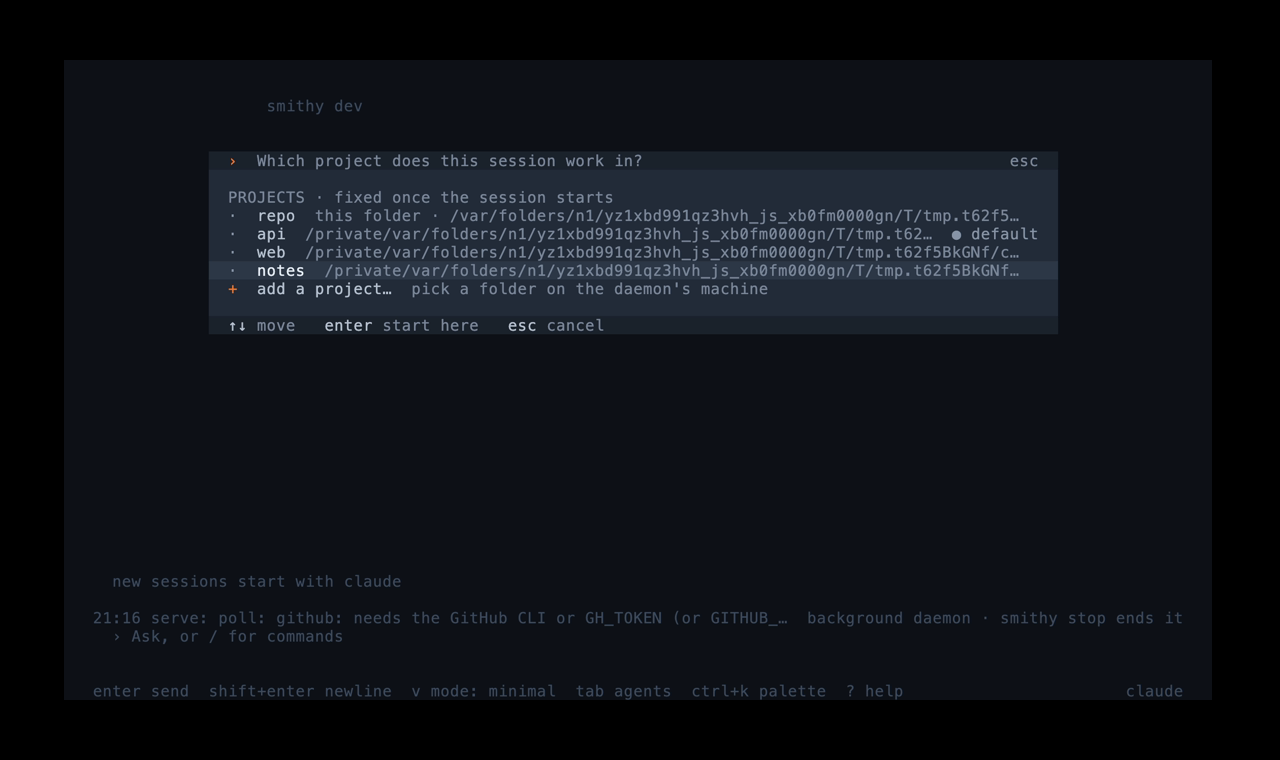 smithy dev
› Which project does this session work in? esc
PROJECTS · fixed once the session starts
· repo this folder · /var/folders/n1/yz1xbd991qz3hvh_js_xb0fm0000gn/T/tmp.t62f5…
· api /private/var/folders/n1/yz1xbd991qz3hvh_js_xb0fm0000gn/T/tmp.t62… ● default
· web /private/var/folders/n1/yz1xbd991qz3hvh_js_xb0fm0000gn/T/tmp.t62f5BkGNf/c…
· notes /private/var/folders/n1/yz1xbd991qz3hvh_js_xb0fm0000gn/T/tmp.t62f5BkGNf…
+ add a project… pick a folder on the daemon's machine
↑↓ move enter start here esc cancel
new sessions start with claude
21:16 serve: poll: github: needs the GitHub CLI or GH_TOKEN (or GITHUB_… background daemon · smithy stop ends it
› Ask, or / for commands
enter send shift+enter newline v mode: minimal tab agents ctrl+k palette ? help claude